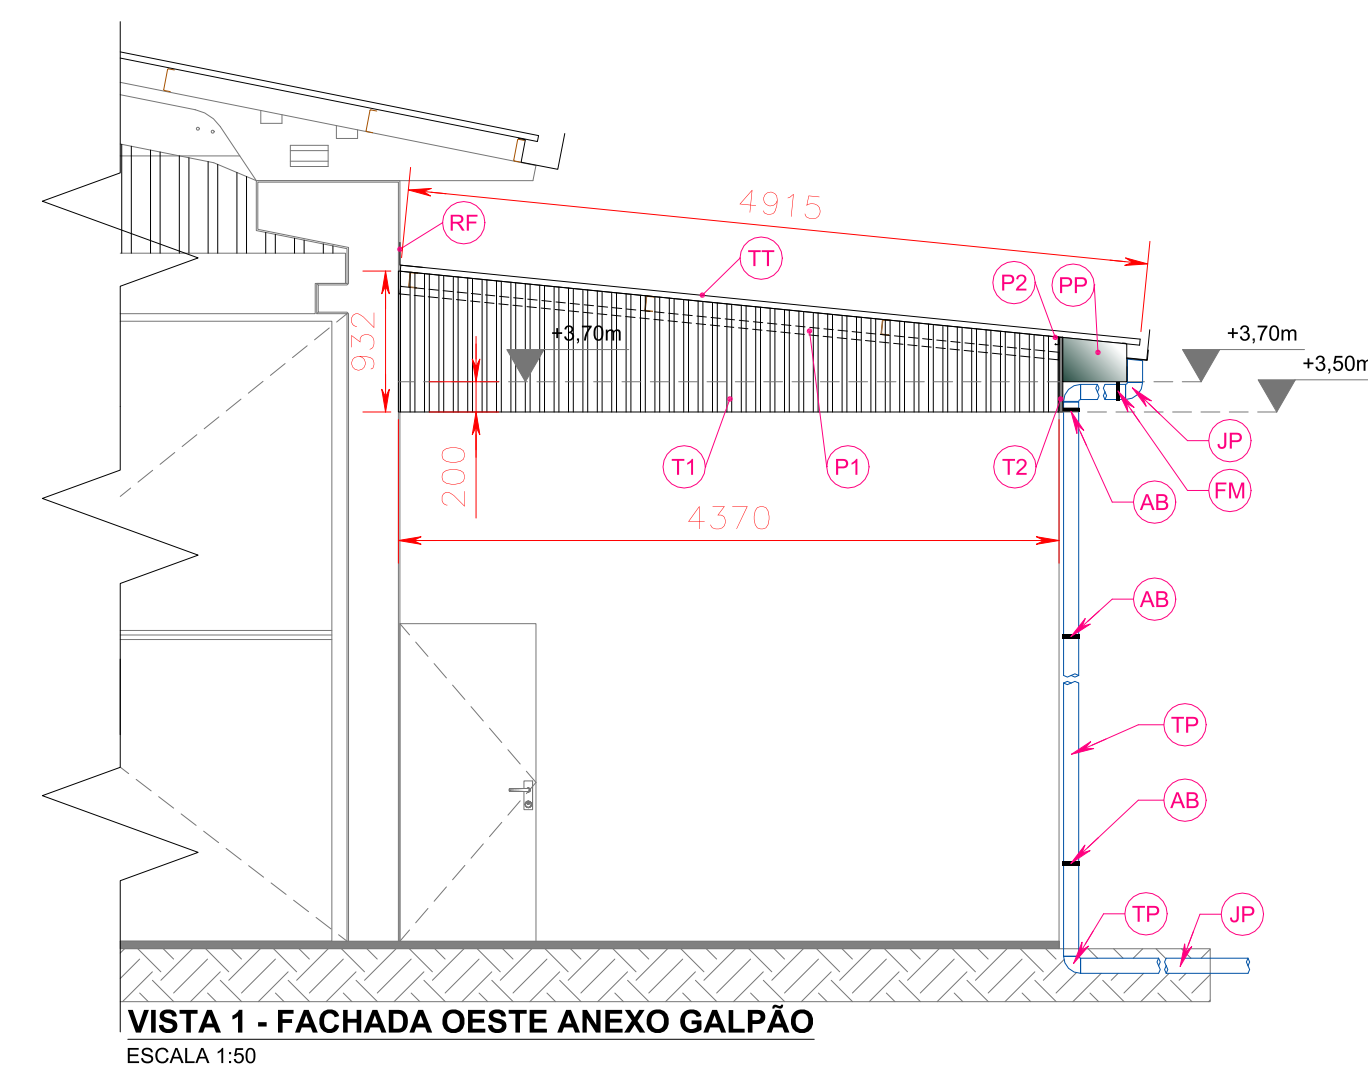 4915
RF
TT
P2
PP
932
+3,70m
+3,70m
+3,50m
JP
T1
P1
T2
FM
200
AB
4370
AB
TP
AB
TP
JP
VISTA 1 - FACHADA OESTE ANEXO GALPÃO
ESCALA 1:50